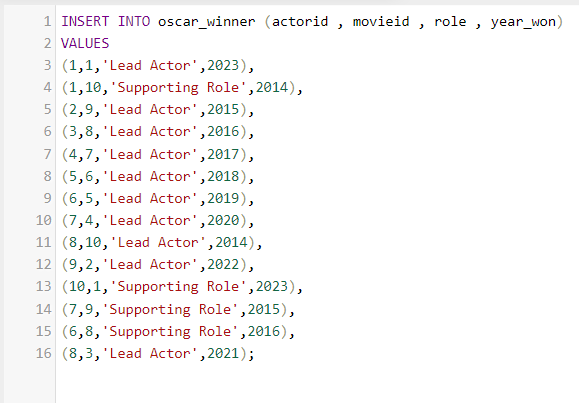 1 INSERT INTO oscar_winner (actorid , movieid , role , year_won)
2 VALUES
3 (1,1,'Lead Actor',2023),
4 (1,10,'Supporting Role',2014),
5 (2,9,'Lead Actor',2015),
6 (3,8,'Lead Actor',2016),
7 (4,7,'Lead Actor',2017),
8 (5,6,'Lead Actor',2018),
9 (6,5,'Lead Actor',2019),
10 (7,4,'Lead Actor',2020),
11 (8,10,'Lead Actor',2014),
12 (9,2,'Lead Actor',2022),
13 (10,1,'Supporting Role',2023),
14 (7,9,'Supporting Role',2015),
15 (6,8,'Supporting Role',2016),
16 (8,3,'Lead Actor',2021);